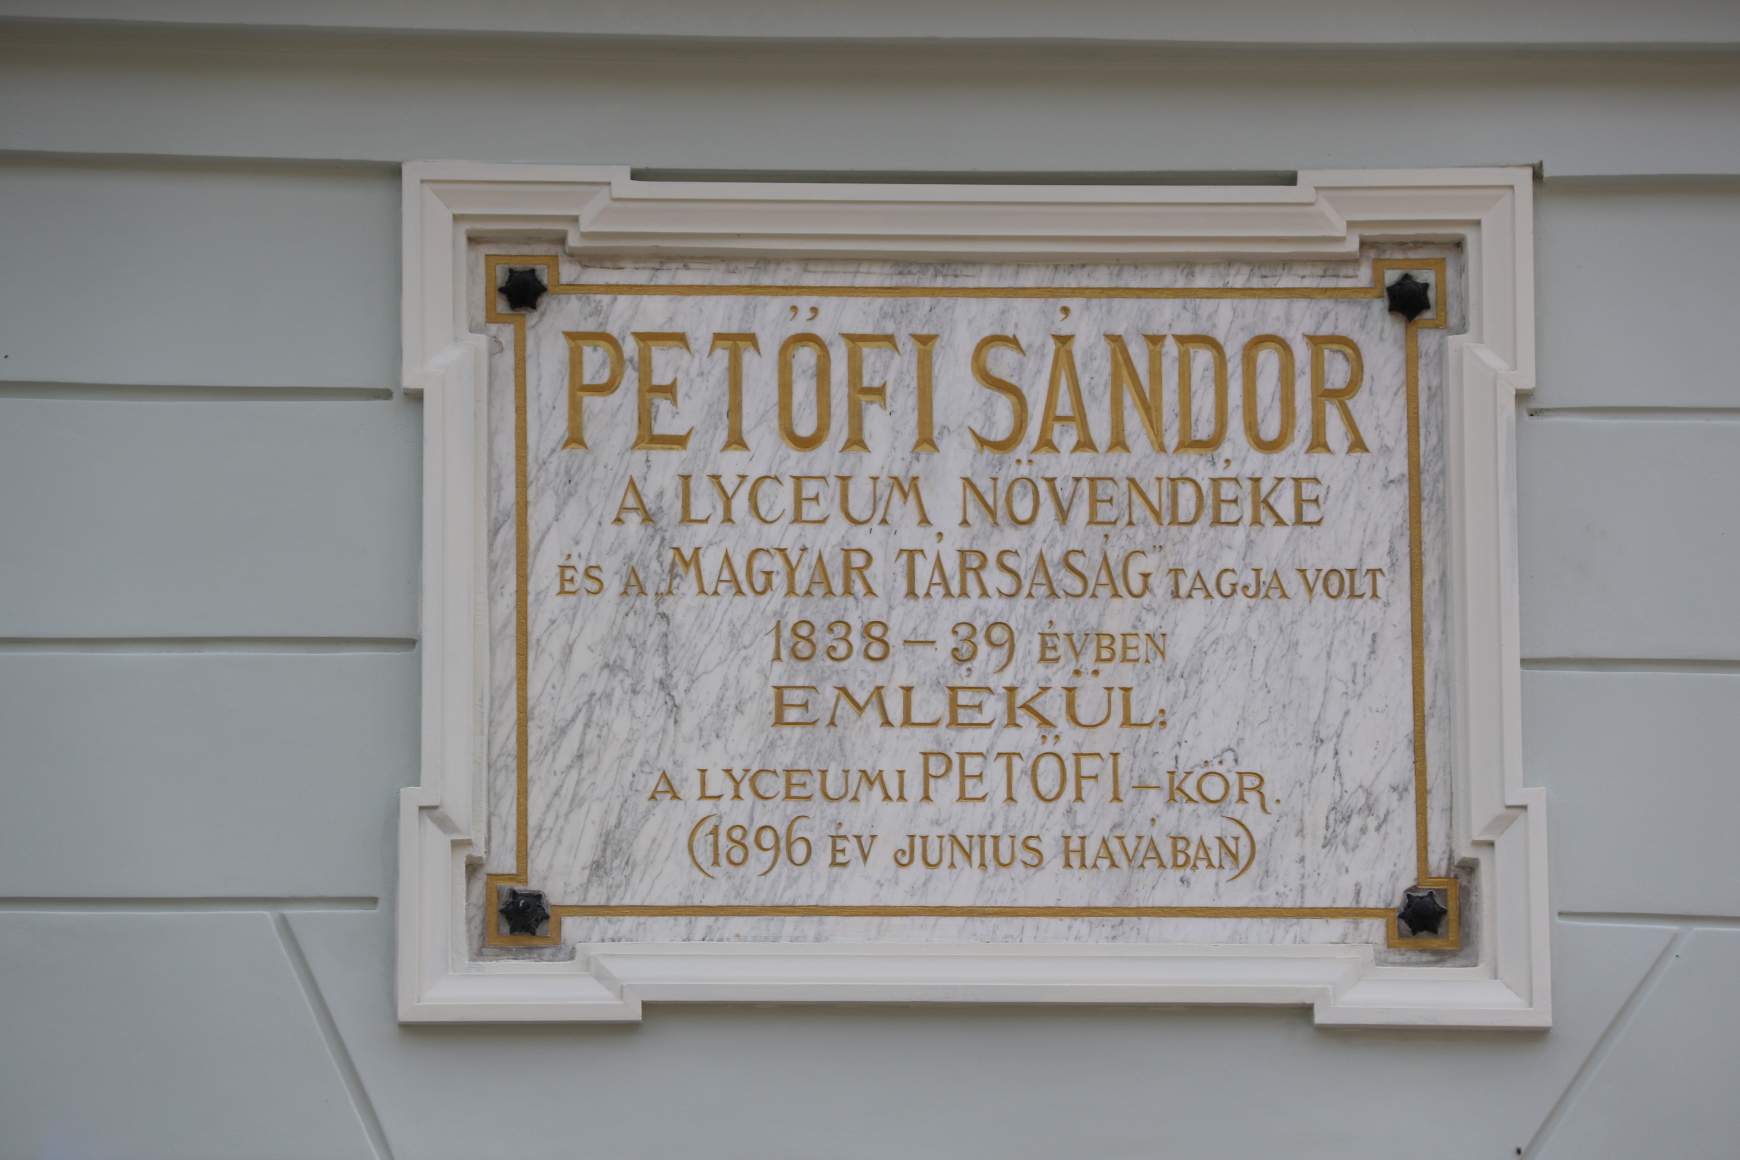 PETŐFI SÁNDOR
A LYCEUM NÖVENDÉKE
ÉS A „MAGYAR TÁRSASÁG” TAGJA VOLT
1838–39 ÉVBEN
EMLÉKÜL:
A LYCEUMI PETŐFI–KÖR.
(1896 ÉV JUNIUS HAVÁBAN)